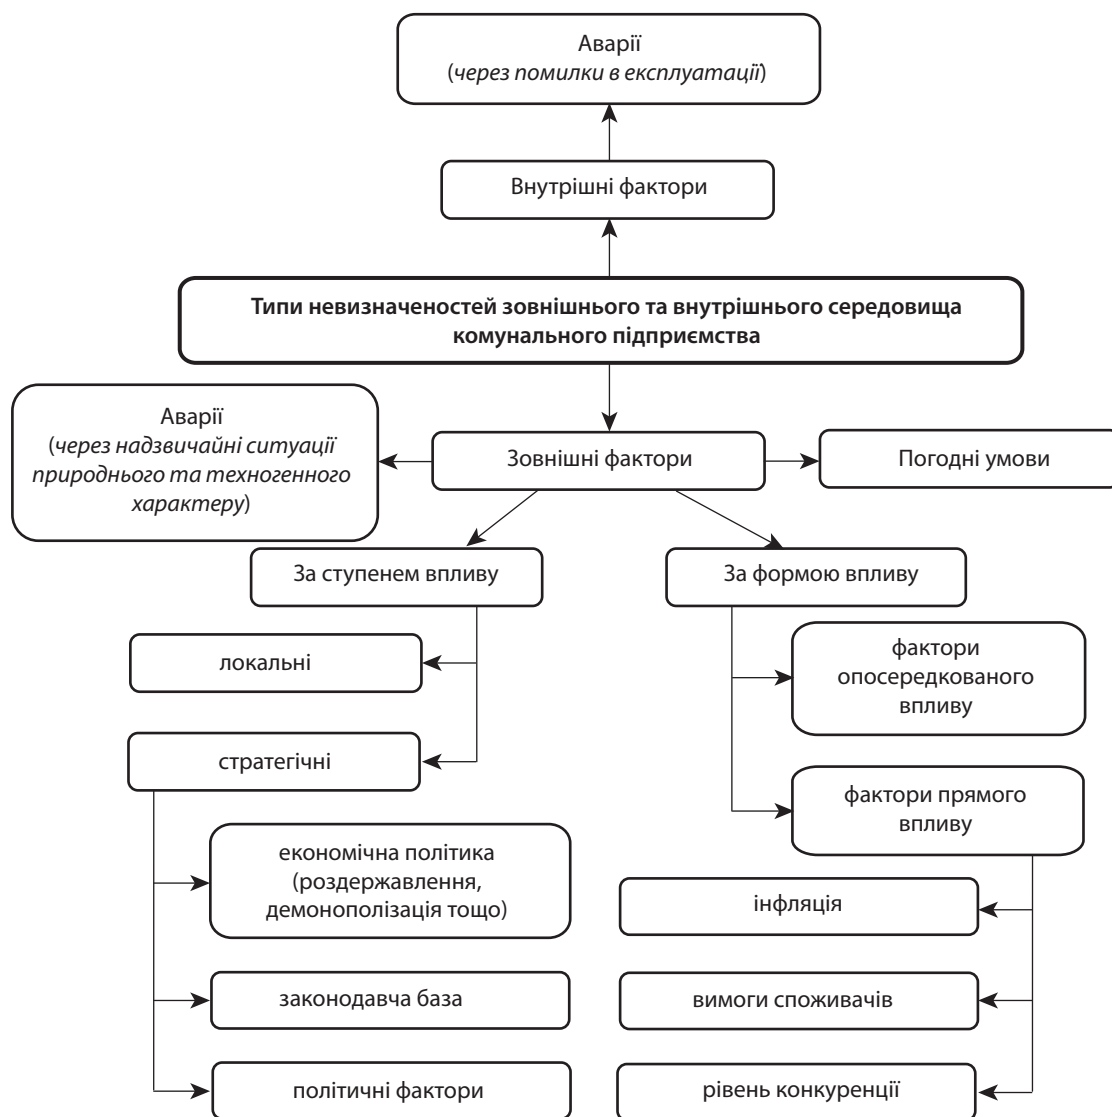 Аварії
(через помилки в експлуатації)
Внутрішні фактори
Типи невизначеностей зовнішнього та внутрішнього середовища
комунального підприємства
Аварії
(через надзвичайні ситуації
природнього та техногенного
характеру)
Зовнішні фактори
Погодні умови
За ступенем впливу
За формою впливу
локальні
стратегічні
економічна політика
(роздержавлення,
демонополізація тощо)
законодавча база
політичні фактори
фактори
опосередкованого
впливу
фактори прямого
впливу
інфляція
вимоги споживачів
рівень конкуренції